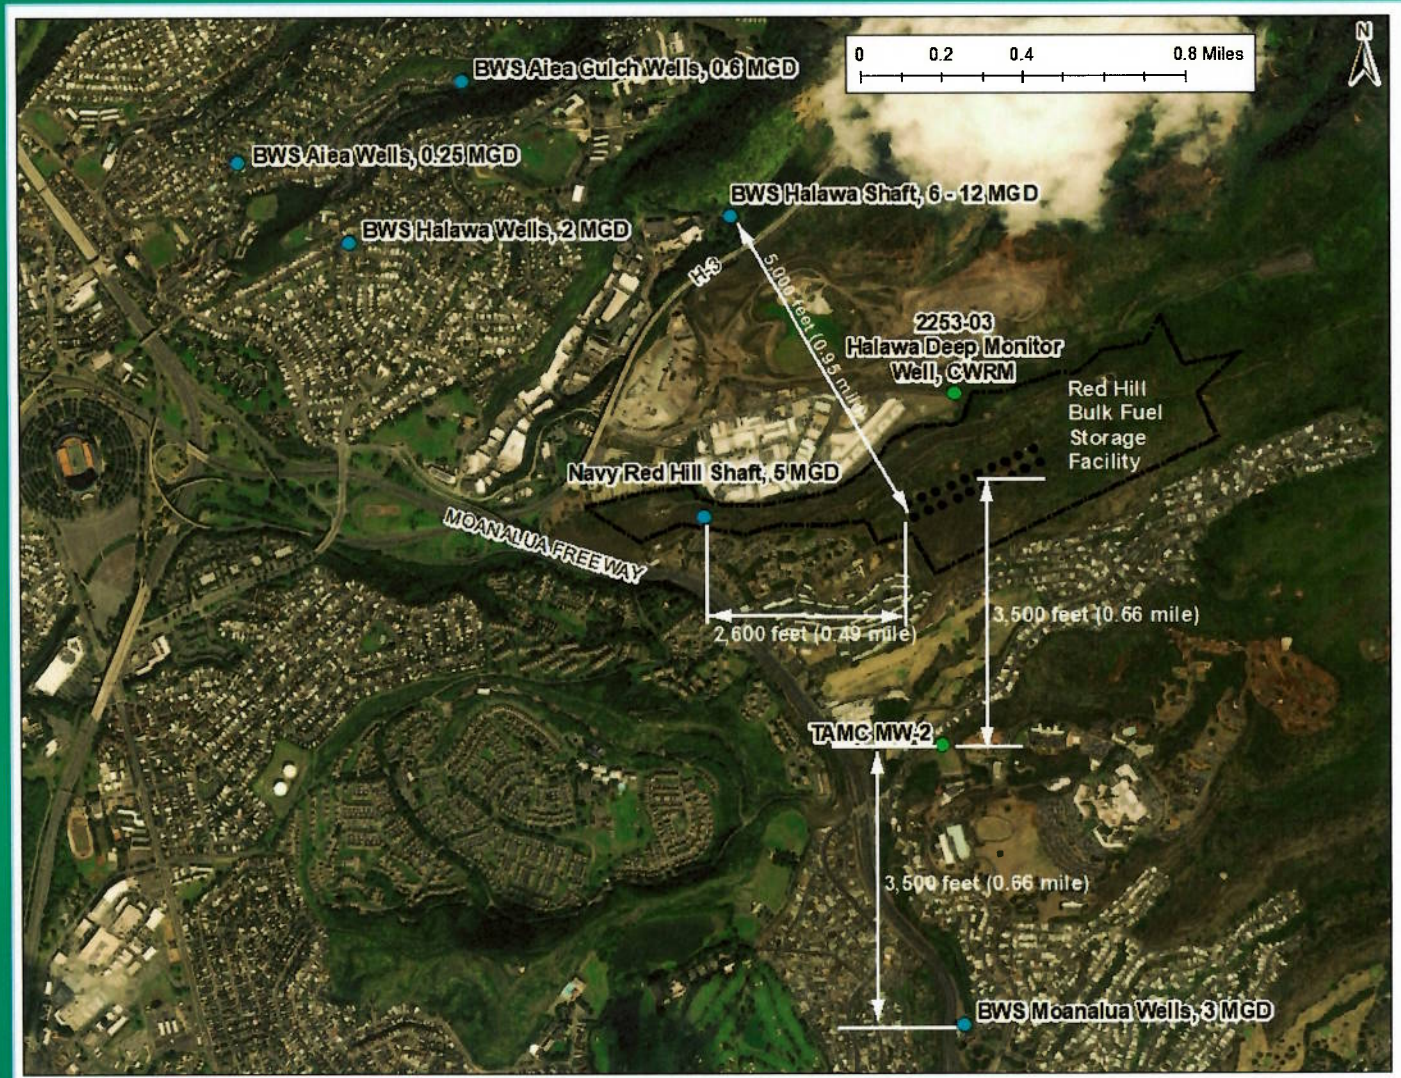 N
0 0.2 0.4 0.8 Miles
BWS Aiea Gulch Wells, 0.6 MGD
BWS Aiea Wells, 0.25 MGD
BWS Halawa Shaft, 6 - 12 MGD
BWS Halawa Wells, 2 MGD
H-3
5,000 feet (0.95 mile)
2253-03
Halawa Deep Monitor
Well, CWRM
Red Hill
Bulk Fuel
Storage
Facility
Navy Red Hill Shaft, 5 MGD
MOANALUA FREEWAY
2,600 feet (0.49 mile)
3,500 feet (0.66 mile)
TAMC MW-2
3,500 feet (0.66 mile)
BWS Moanalua Wells, 3 MGD